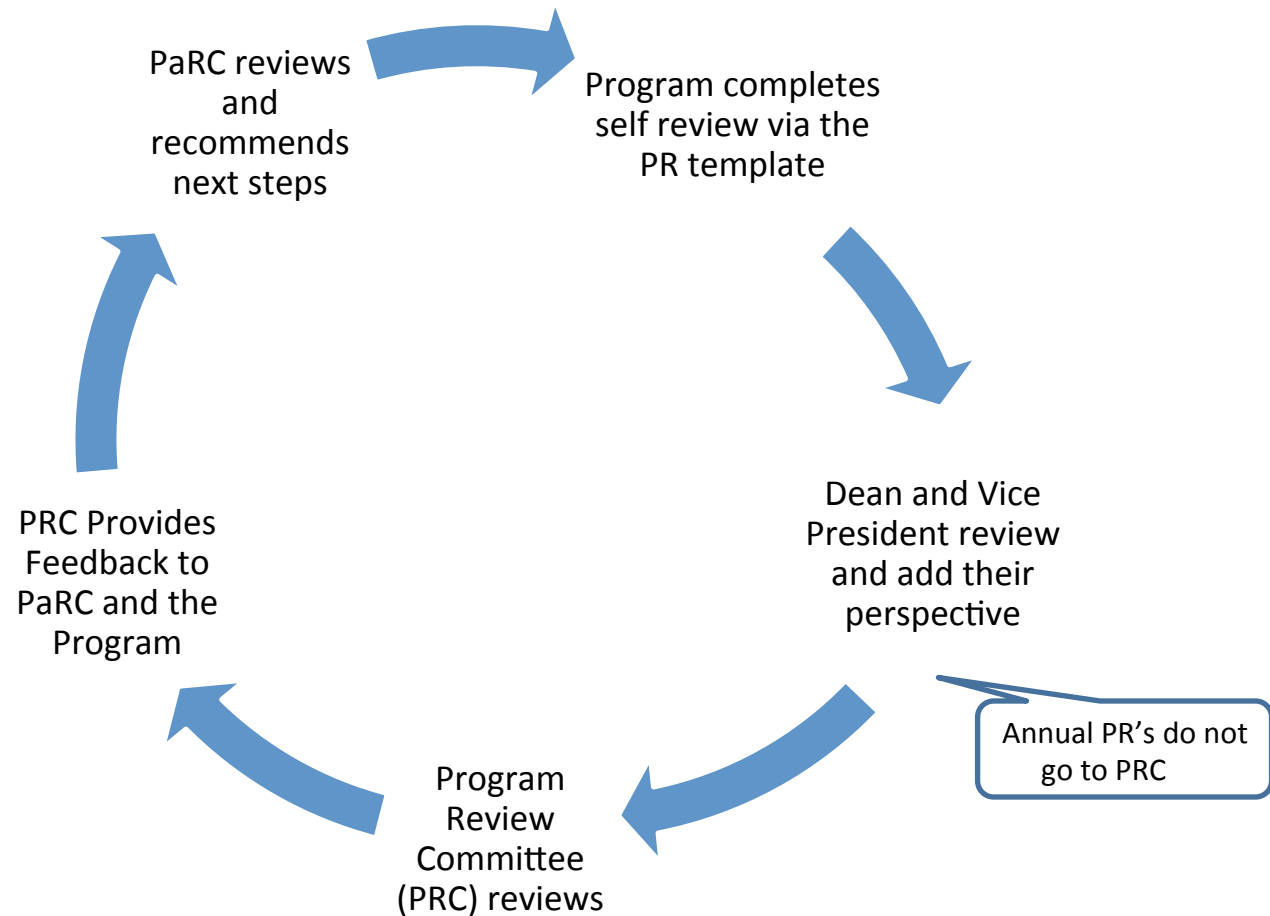 PaRC reviews
and
recommends
next steps
Program completes
self review via the
PR template
Dean and Vice
President review
and add their
perspective
Annual PR’s do not
go to PRC
Program
Review
Committee
(PRC) reviews
PRC Provides
Feedback to
PaRC and the
Program